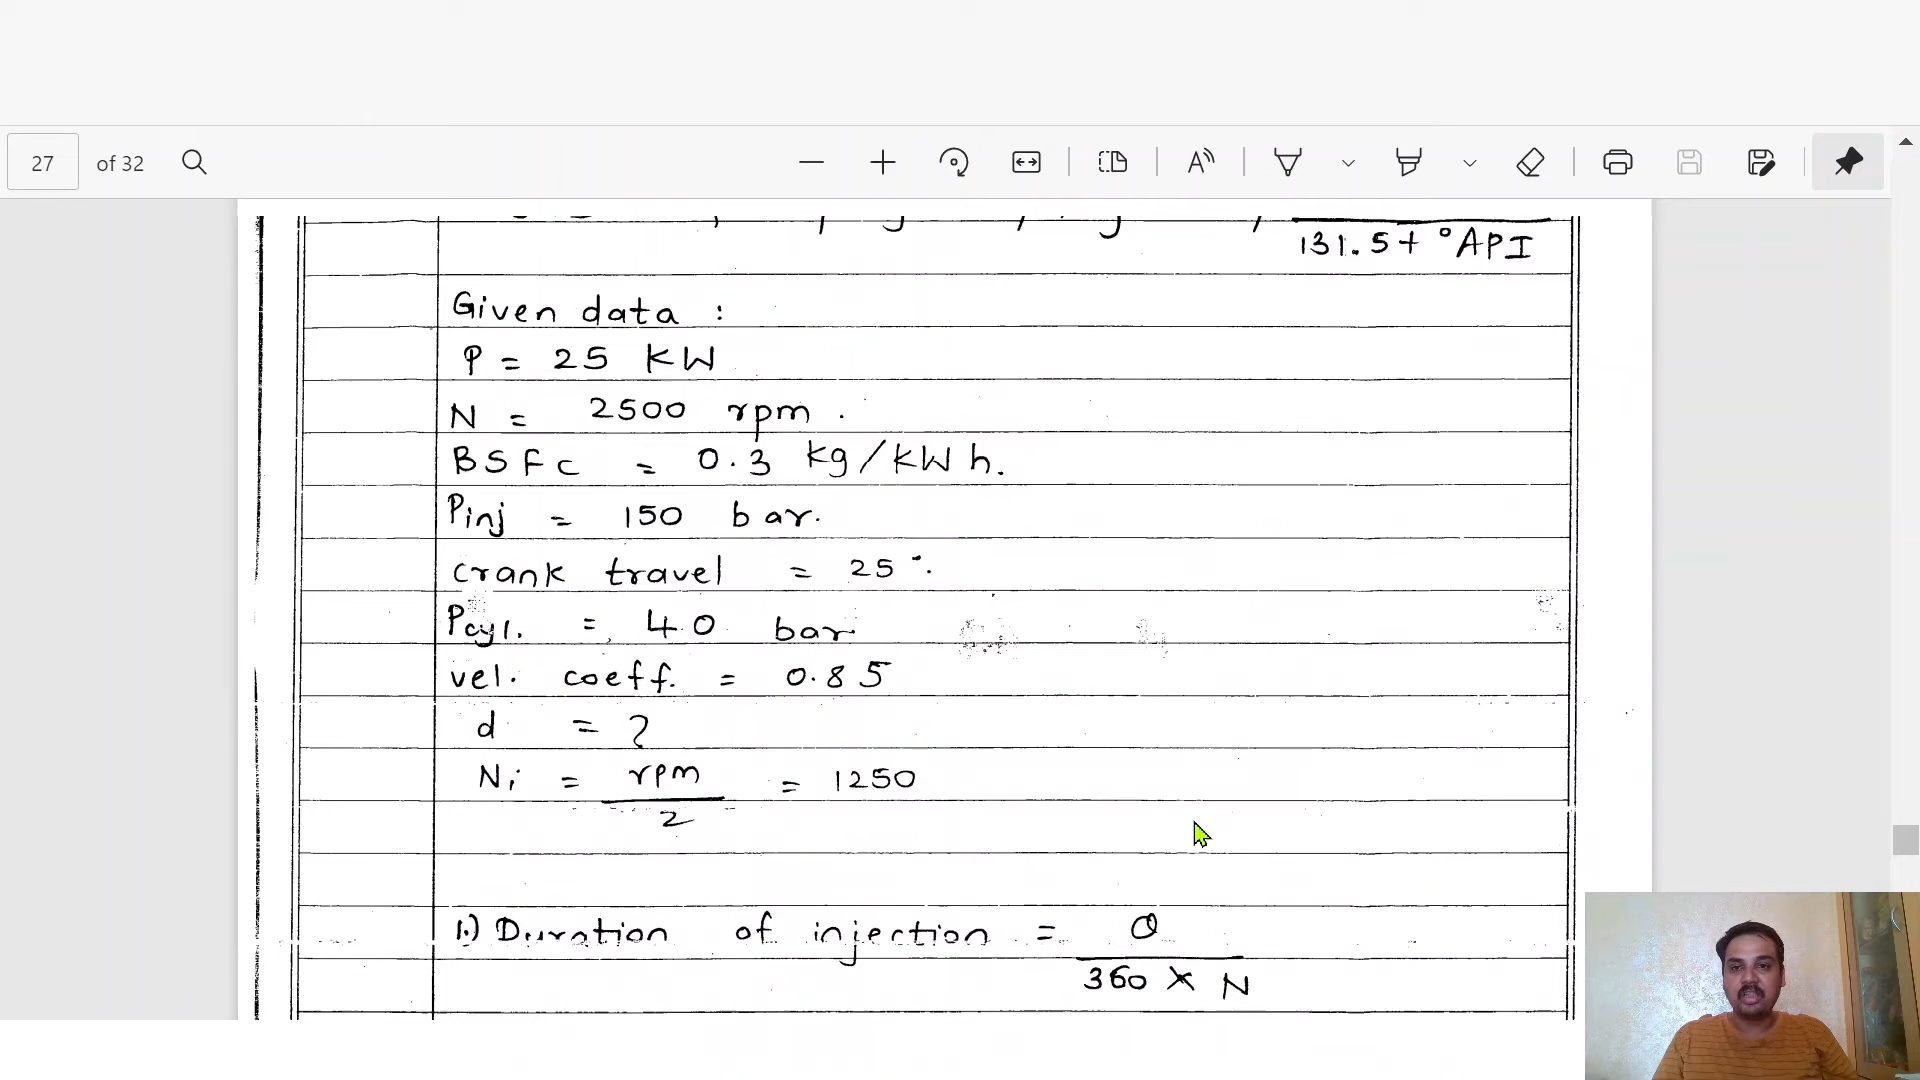 27 of 32
131.5+ °API
Given data :
P = 25 KW
N = 2500 rpm .
BSFC = 0.3 kg/kWh.
Pinj = 150 bar.
crank travel = 25°.
Pcyl. = 40 bar
vel. coeff. = 0.85
d = ?
Ni = rpm/2 = 1250
1.) Duration of injection = θ
360 × N